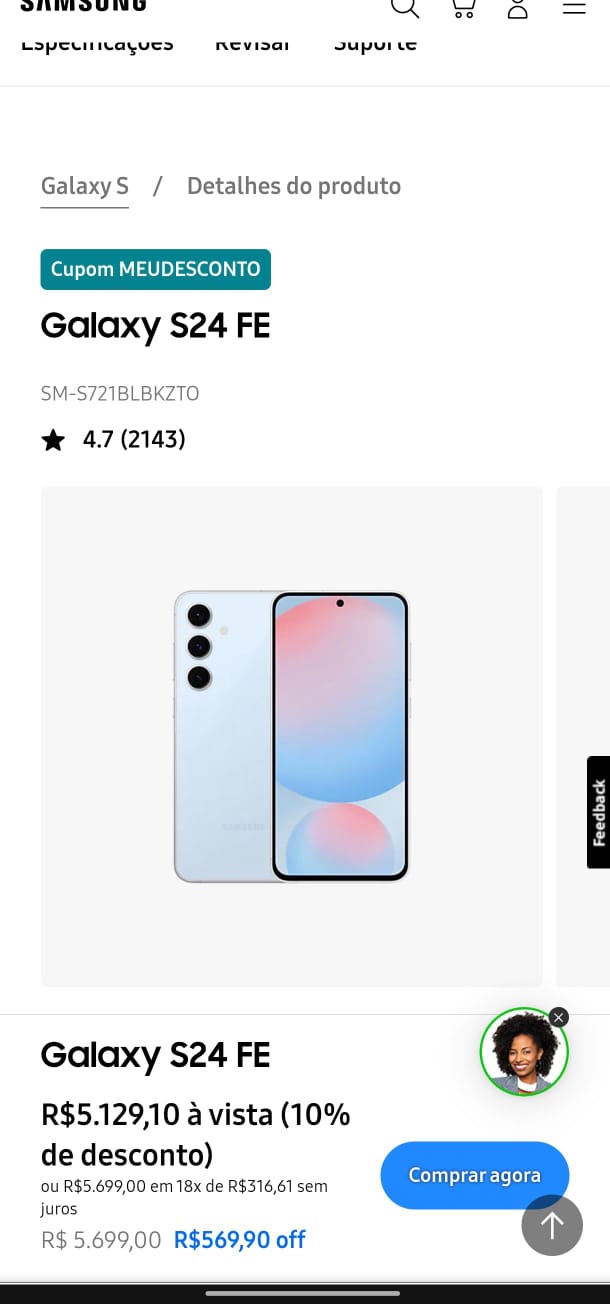 SAMSUNG
Especificações Revisar Suporte
Galaxy S / Detalhes do produto
Cupom MEUDESCONTO
Galaxy S24 FE
SM-S721BLBKZTO
4.7 (2143)
SAMSUNG
Feedback
Galaxy S24 FE
R$5.129,10 à vista (10%
de desconto)
ou R$5.699,00 em 18x de R$316,61 sem
juros
Comprar agora
R$ 5.699,00 R$569,90 off